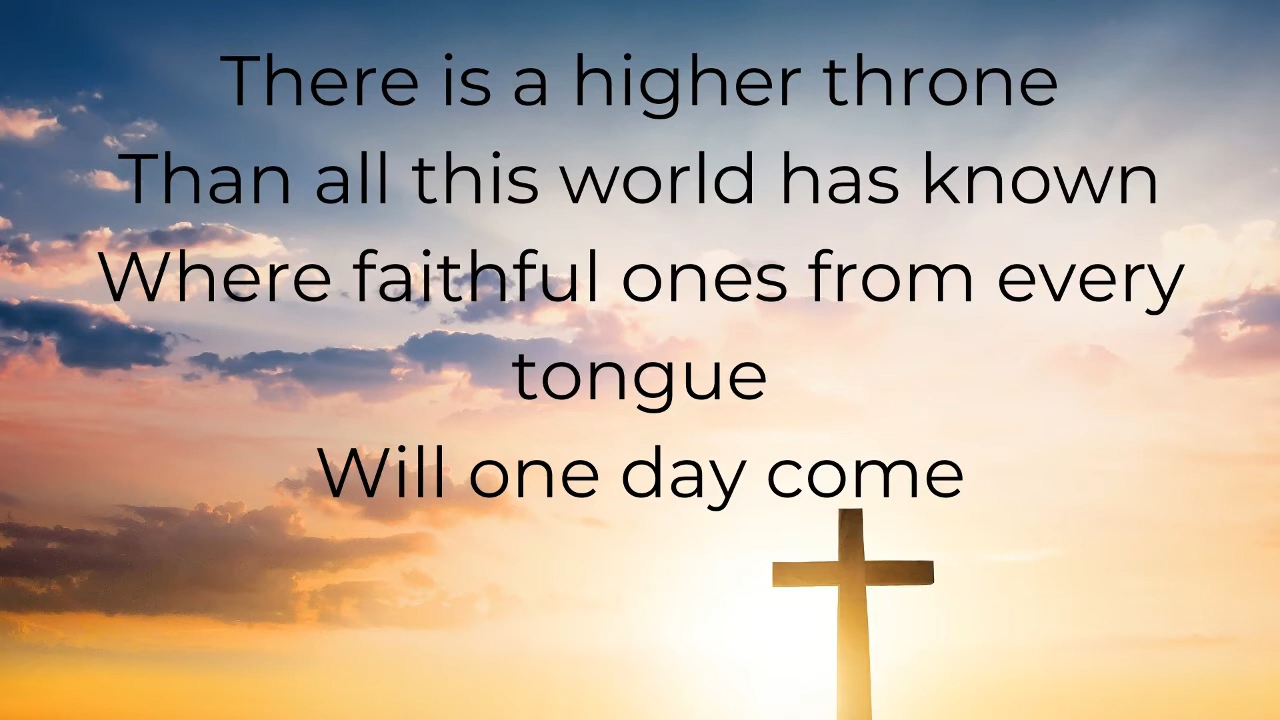 There is a higher throne
Than all this world has known
Where faithful ones from every
tongue
Will one day come